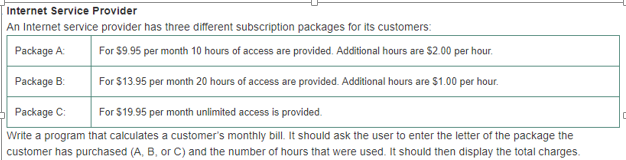 Internet Service Provider
An Internet service provider has three different subscription packages for its customers:
Package A: For $9.95 per month 10 hours of access are provided. Additional hours are $2.00 per hour.
Package B: For $13.95 per month 20 hours of access are provided. Additional hours are $1.00 per hour.
Package C: For $19.95 per month unlimited access is provided.
Write a program that calculates a customer's monthly bill. It should ask the user to enter the letter of the package the
customer has purchased (A, B, or C) and the number of hours that were used. It should then display the total charges.